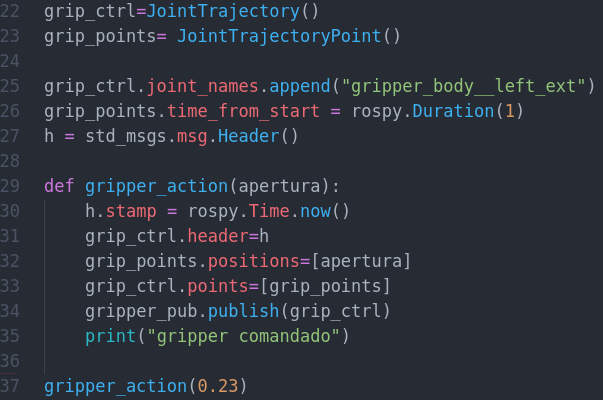 22 grip_ctrl=JointTrajectory()
23 grip_points= JointTrajectoryPoint()
24
25 grip_ctrl.joint_names.append("gripper_body__left_ext")
26 grip_points.time_from_start = rospy.Duration(1)
27 h = std_msgs.msg.Header()
28
29 def gripper_action(apertura):
30     h.stamp = rospy.Time.now()
31     grip_ctrl.header=h
32     grip_points.positions=[apertura]
33     grip_ctrl.points=[grip_points]
34     gripper_pub.publish(grip_ctrl)
35     print("gripper comandado")
36
37 gripper_action(0.23)